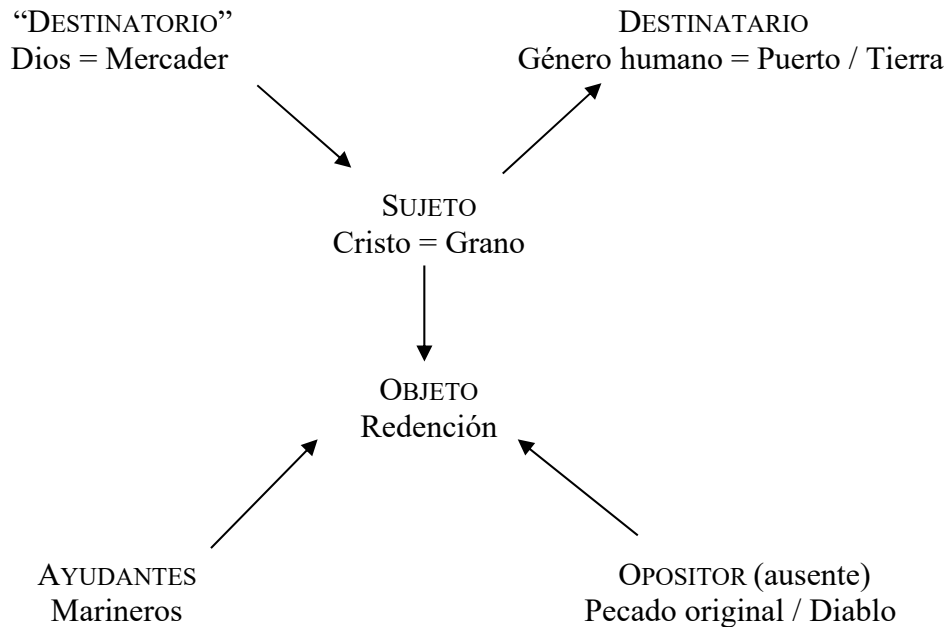 “DESTINATORIO”
Dios = Mercader
DESTINATARIO
Género humano = Puerto / Tierra
SUJETO
Cristo = Grano
OBJETO
Redención
AYUDANTES
Marineros
OPOSITOR (ausente)
Pecado original / Diablo